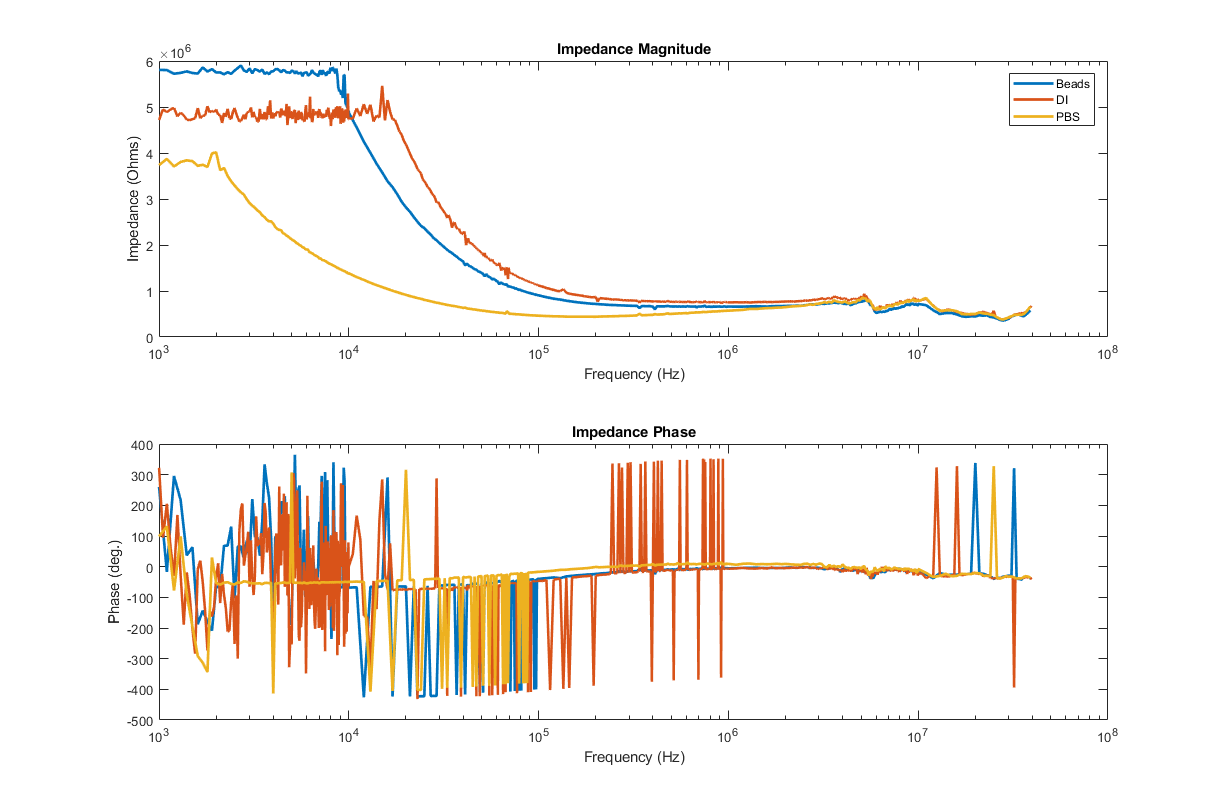 Impedance Magnitude
×10^6
6
5
4
3
2
1
0
Impedance (Ohms)
10^3 10^4 10^5 10^6 10^7 10^8
Frequency (Hz)
Beads
DI
PBS
Impedance Phase
400
300
200
100
0
-100
-200
-300
-400
-500
Phase (deg.)
10^3 10^4 10^5 10^6 10^7 10^8
Frequency (Hz)